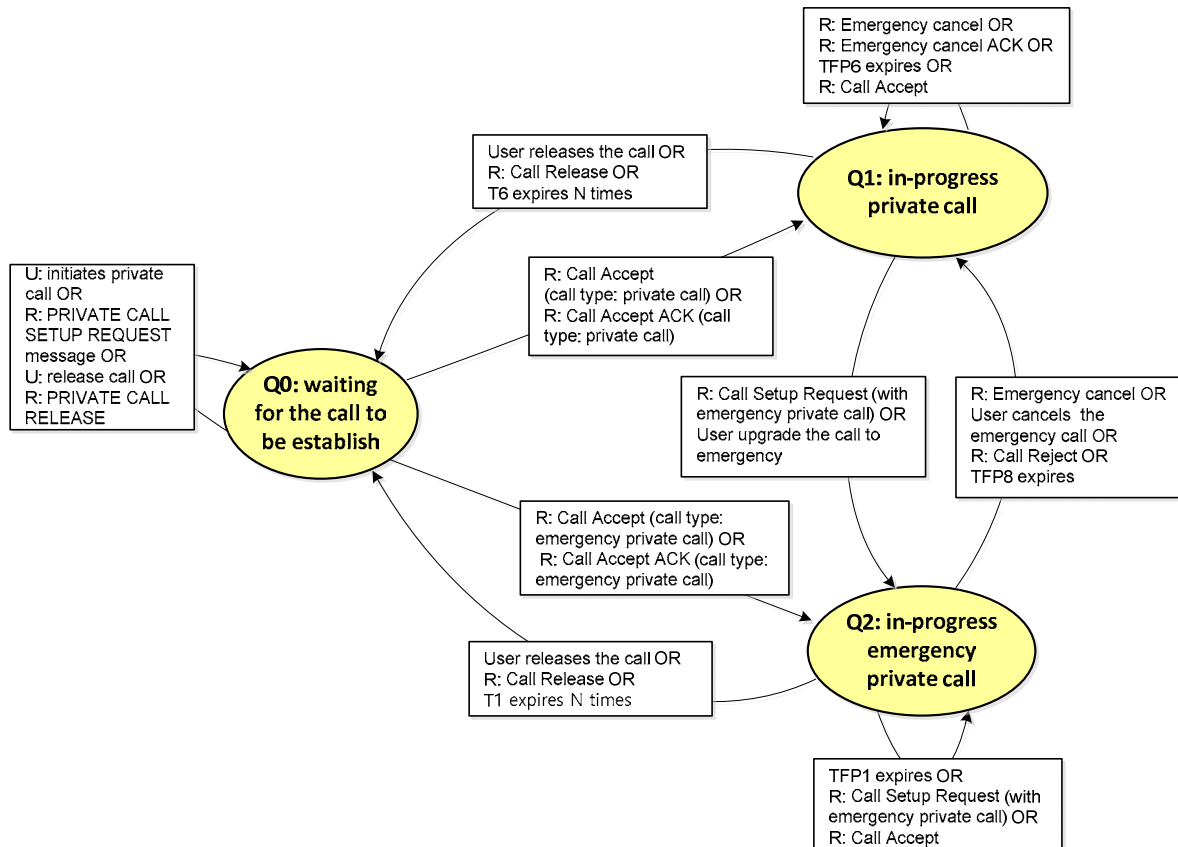 R: Emergency cancel OR
R: Emergency cancel ACK OR
TFP6 expires OR
R: Call Accept
User releases the call OR
R: Call Release OR
T6 expires N times
Q1: in-progress
private call
U: initiates private
call OR
R: PRIVATE CALL
SETUP REQUEST
message OR
U: release call OR
R: PRIVATE CALL
RELEASE
R: Call Accept
(call type: private call) OR
R: Call Accept ACK (call
type: private call)
Q0: waiting
for the call to
be establish
R: Call Setup Request (with
emergency private call) OR
User upgrade the call to
emergency
R: Emergency cancel OR
User cancels the
emergency call OR
R: Call Reject OR
TFP8 expires
R: Call Accept (call type:
emergency private call) OR
R: Call Accept ACK (call type:
emergency private call)
Q2: in-progress
emergency
private call
User releases the call OR
R: Call Release OR
T1 expires N times
TFP1 expires OR
R: Call Setup Request (with
emergency private call) OR
R: Call Accept